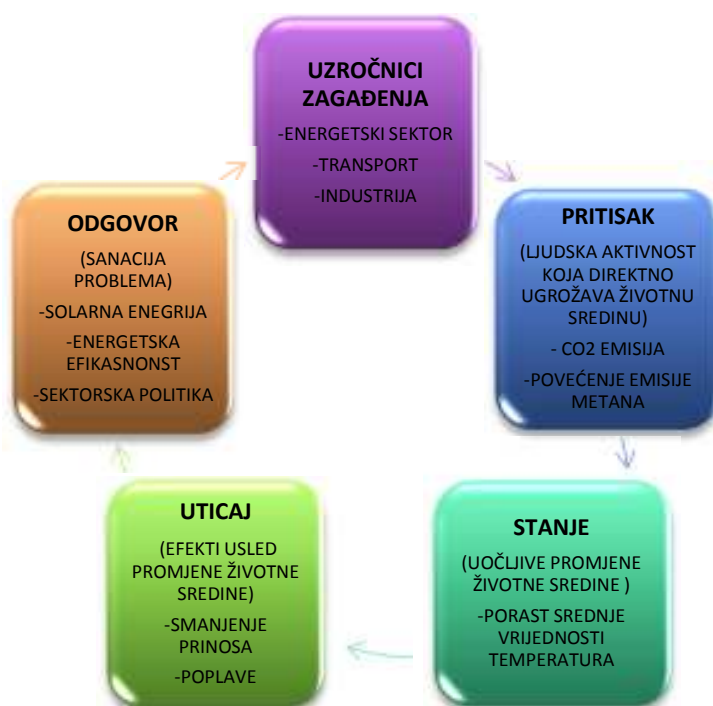 UZROČNICI
ZAGAĐENJA
-ENERGETSKI SEKTOR
-TRANSPORT
-INDUSTRIJA
PRITISAK
(LJUDSKA AKTIVNOST
KOJA DIREKTNO
UGROŽAVA ŽIVOTNU
SREDINU)
- CO2 EMISIJA
-POVEĆENJE EMISIJE
METANA
STANJE
(UOČLJIVE PROMJENE
ŽIVOTNE SREDINE )
-PORAST SREDNJE
VRIJEDNOSTI
TEMPERATURA
UTICAJ
(EFEKTI USLED
PROMJENE ŽIVOTNE
SREDINE)
-SMANJENJE
PRINOSA
-POPLAVE
ODGOVOR
(SANACIJA
PROBLEMA)
-SOLARNA ENEGRIJA
-ENERGETSKA
EFIKASNONST
-SEKTORSKA POLITIKA